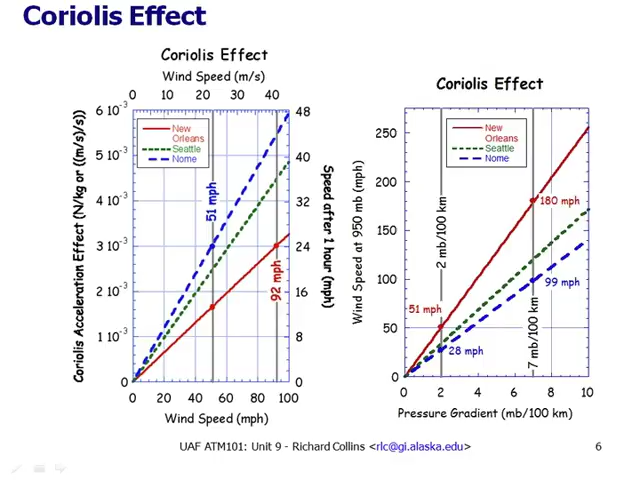 Coriolis Effect
Coriolis Effect
Wind Speed (m/s)
0 10 20 30 40
6 10-3
5 10-3
4 10-3
3 10-3
2 10-3
1 10-3
0
Coriolis Acceleration Effect (N/kg or ((m/s)/s))
New
Orleans
Seattle
Nome
51 mph
92 mph
48
40
32
24
16
8
0
Speed after 1 hour (mph)
0 20 40 60 80 100
Wind Speed (mph)
Coriolis Effect
250
200
150
100
50
0
Wind Speed at 950 mb (mph)
New
Orleans
Seattle
Nome
2 mb/100 km
180 mph
51 mph
99 mph
28 mph
7 mb/100 km
0 2 4 6 8 10
Pressure Gradient (mb/100 km)
UAF ATM101: Unit 9 - Richard Collins <rlc@gi.alaska.edu>
6